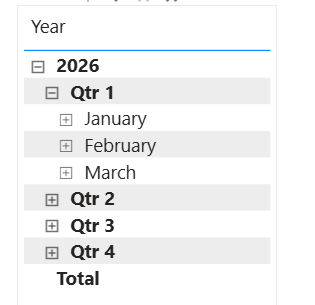 Year
2026
Qtr 1
January
February
March
Qtr 2
Qtr 3
Qtr 4
Total